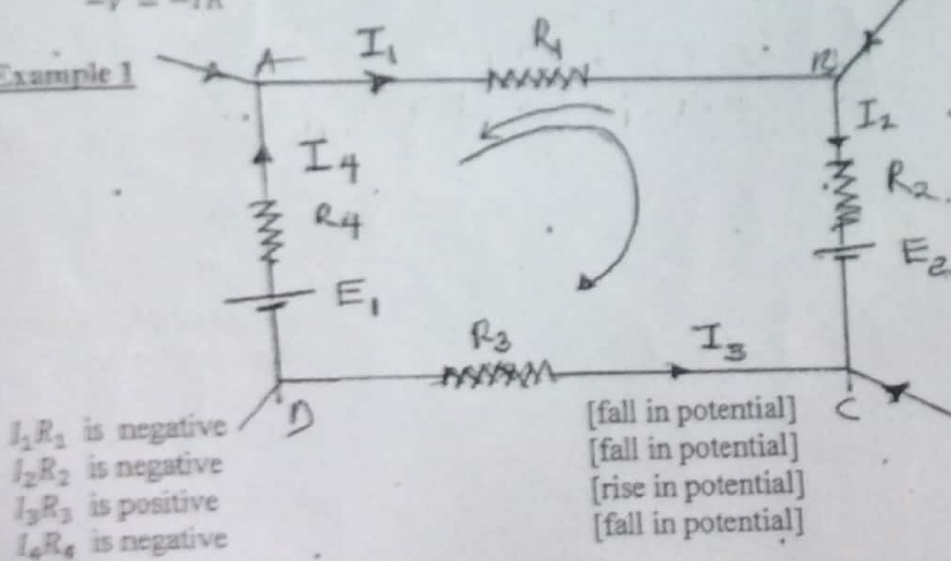 -V = -IR
Example 1
A
I₁
R₁
B
I₂
I₄
R₄
R₂
E₂
E₁
R₃
I₃
D
C
I₁R₁ is negative [fall in potential]
I₂R₂ is negative [fall in potential]
I₃R₃ is positive [rise in potential]
I₄R₄ is negative [fall in potential]